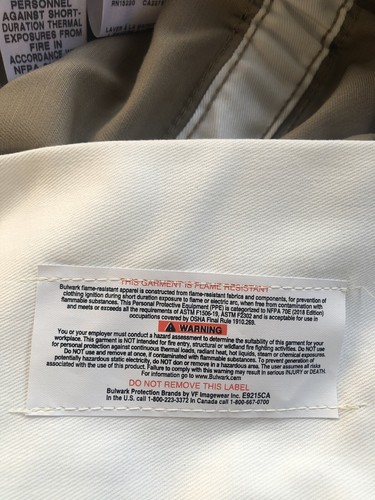 PERSONNEL
AGAINST SHORT-
DURATION THERMAL
EXPOSURES FROM
FIRE IN
ACCORDANCE
NFPA
RN15320
THIS GARMENT IS FLAME RESISTANT
Bulwark flame-resistant apparel is constructed from flame-resistant fabrics and components, for prevention of
clothing ignition during short duration exposure to flame or electric arc, when free from contamination with
flammable substances. This Personal Protective Equipment (PPE) is categorized to NFPA 70E (2018 Edition)
and meets or exceeds all the requirements of ASTM F1506-19, ASTM F2302 and is acceptable for use in
occupations covered by OSHA Final Rule 1910.269.
WARNING
You or your employer must conduct a hazard assessment to determine the suitability of this garment for your
workplace. This garment is NOT intended for fire entry, structural or wildland fire fighting activities. Do NOT use
for personal protection against continuous thermal loads, radiant heat, hot liquids, steam or chemical exposures.
Do NOT use and remove at once, if contaminated with flammable substances. To prevent generation of
potentially hazardous static electricity, do NOT don or remove in a hazardous area. The user assumes all risks
associated with the use of this product. Failure to comply with this warning may result in serious INJURY or DEATH.
For information go to www.Bulwark.com
DO NOT REMOVE THIS LABEL
Bulwark Protection Brands by VF Imagewear Inc. E9215CA
In the U.S. call 1-800-223-3372 In Canada call 1-800-667-0700